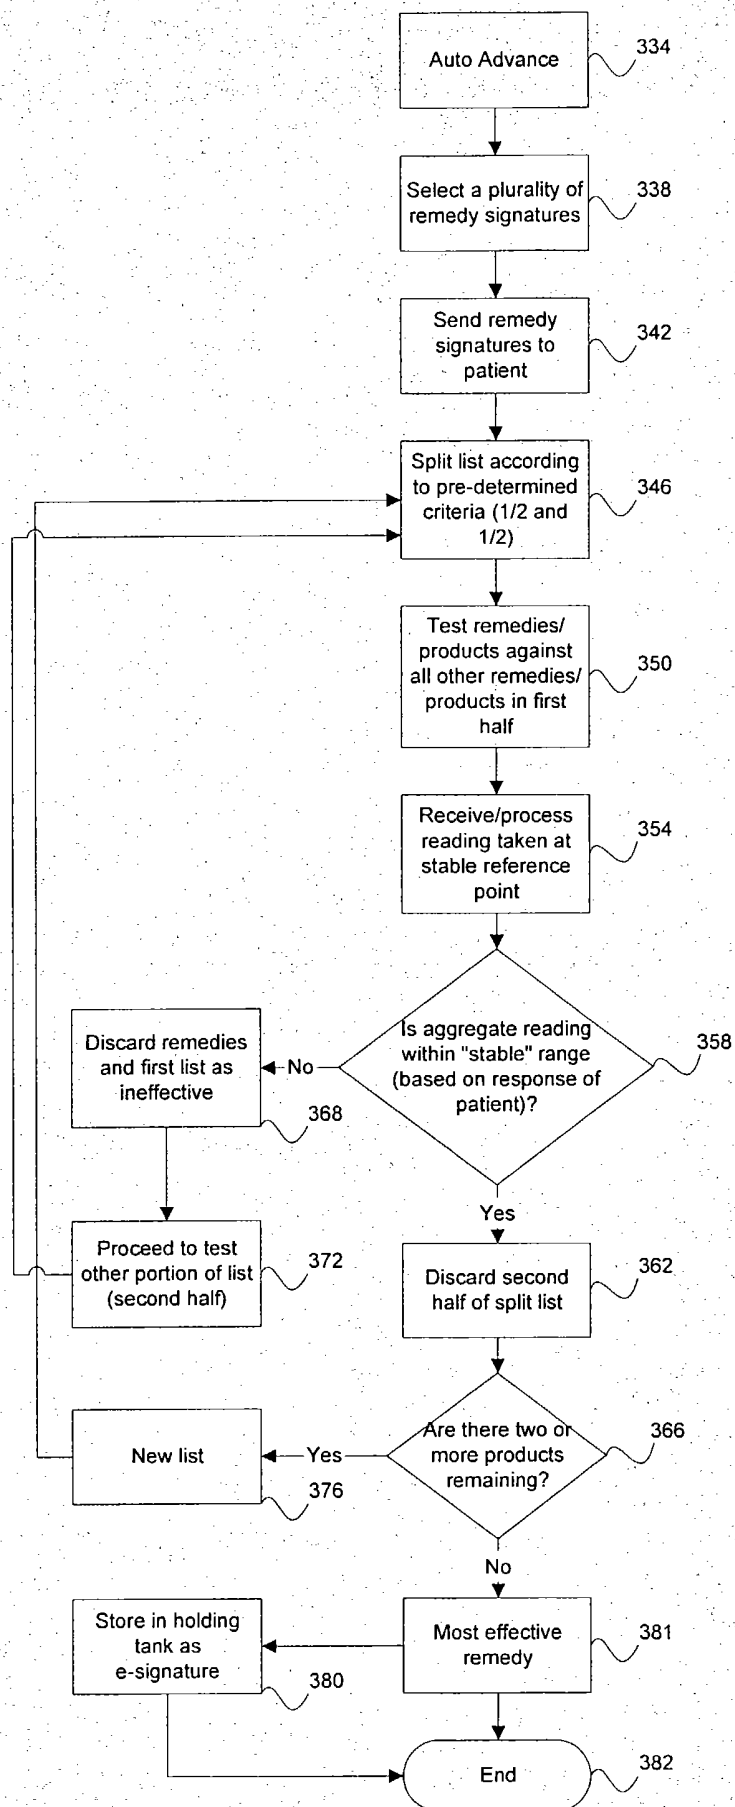 Auto Advance
334
Select a plurality of
remedy signatures
338
Send remedy
signatures to
patient
342
Split list according
to pre-determined
criteria (1/2 and
1/2)
346
Test remedies/
products against
all other remedies/
products in first
half
350
Receive/process
reading taken at
stable reference
point
354
Is aggregate reading
within "stable" range
(based on response of
patient)?
358
No
Discard remedies
and first list as
ineffective
368
Yes
Proceed to test
other portion of list
(second half)
372
Discard second
half of split list
362
Are there two or
more products
remaining?
366
Yes
New list
376
No
Store in holding
tank as
e-signature
380
Most effective
remedy
381
End
382